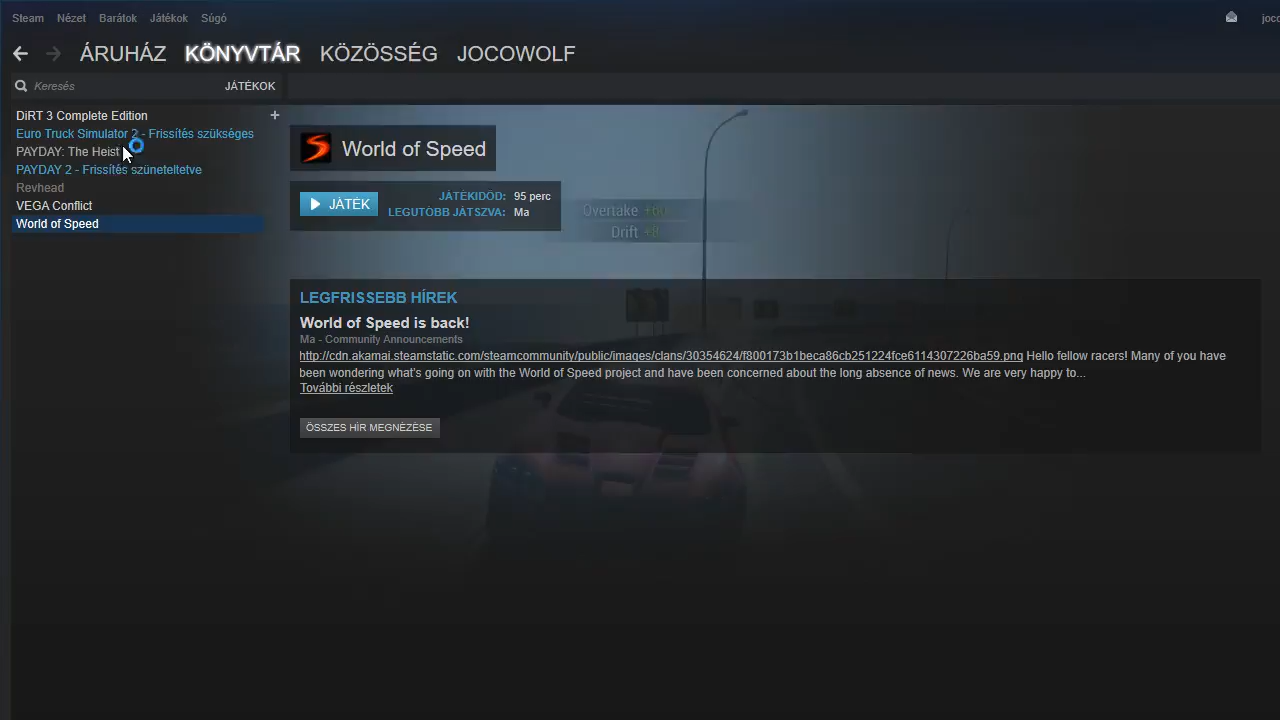 Steam Nézet Barátok Játékok Súgó
ÁRUHÁZ KÖNYVTÁR KÖZÖSSÉG JOCOWOLF
Keresés JÁTÉKOK
DiRT 3 Complete Edition
Euro Truck Simulator 2 - Frissítés szükséges
PAYDAY: The Heist
PAYDAY 2 - Frissítés szüneteltetve
Revhead
VEGA Conflict
World of Speed
World of Speed
JÁTÉK
JÁTÉKIDŐD: 95 perc
LEGUTÓBB JÁTSZVA: Ma
Overtake
Drift +8
LEGFRISSEBB HÍREK
World of Speed is back!
Ma - Community Announcements
http://cdn.akamai.steamstatic.com/steamcommunity/public/images/clans/30354624/f800173b1beca86cb251224fce6114307226ba59.png Hello fellow racers! Many of you have
been wondering what's going on with the World of Speed project and have been concerned about the long absence of news. We are very happy to...
További részletek
ÖSSZES HÍR MEGNÉZÉSE